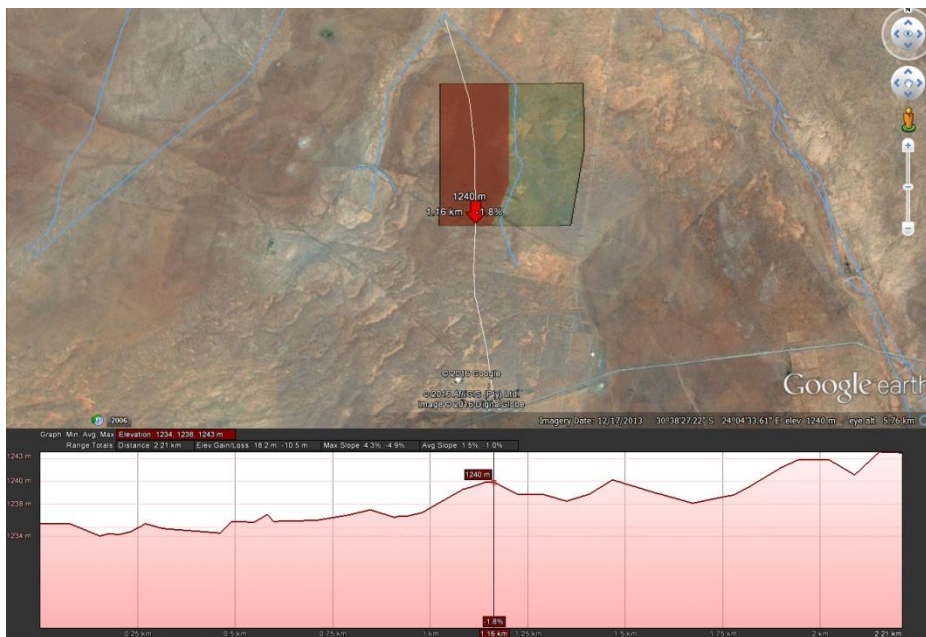 N
1240 m
1.16 km -1.8%
© 2016 Google
© 2016 AfriGIS (Pty) Ltd.
Image © 2016 DigitalGlobe
Google earth
2006
Imagery Date: 12/17/2013 30°38'27.22" S 24°04'33.61" E elev 1240 m eye alt 5.76 km
Graph: Min, Avg, Max Elevation: 1234, 1238, 1243 m
Range Totals: Distance: 2.21 km Elev Gain/Loss: 18.2 m, -10.5 m Max Slope: 4.3%, -4.9% Avg Slope: 1.5%, -1.0%
1243 m
1240 m
1240 m
1238 m
1234 m
-1.8%
0.25 km 0.5 km 0.75 km 1 km 1.16 km 1.25 km 1.5 km 1.75 km 2 km 2.21 km